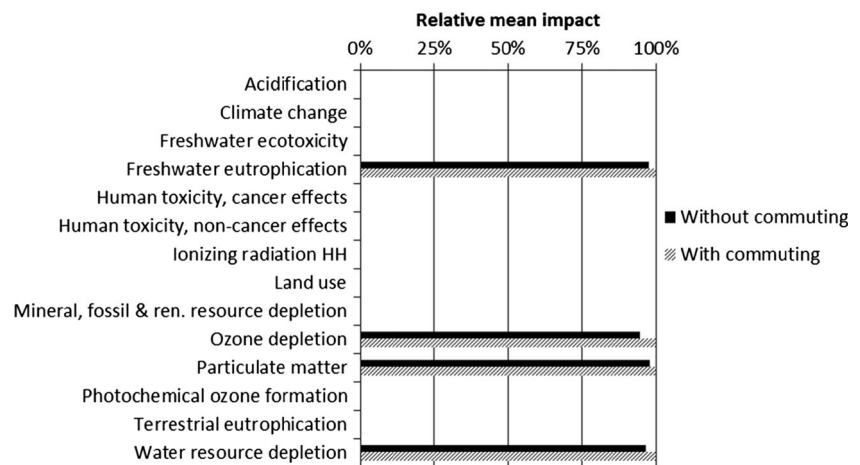 Relative mean impact
0% 25% 50% 75% 100%
Acidification
Climate change
Freshwater ecotoxicity
Freshwater eutrophication
Human toxicity, cancer effects
Human toxicity, non-cancer effects
Ionizing radiation HH
Land use
Mineral, fossil & ren. resource depletion
Ozone depletion
Particulate matter
Photochemical ozone formation
Terrestrial eutrophication
Water resource depletion
Without commuting
With commuting